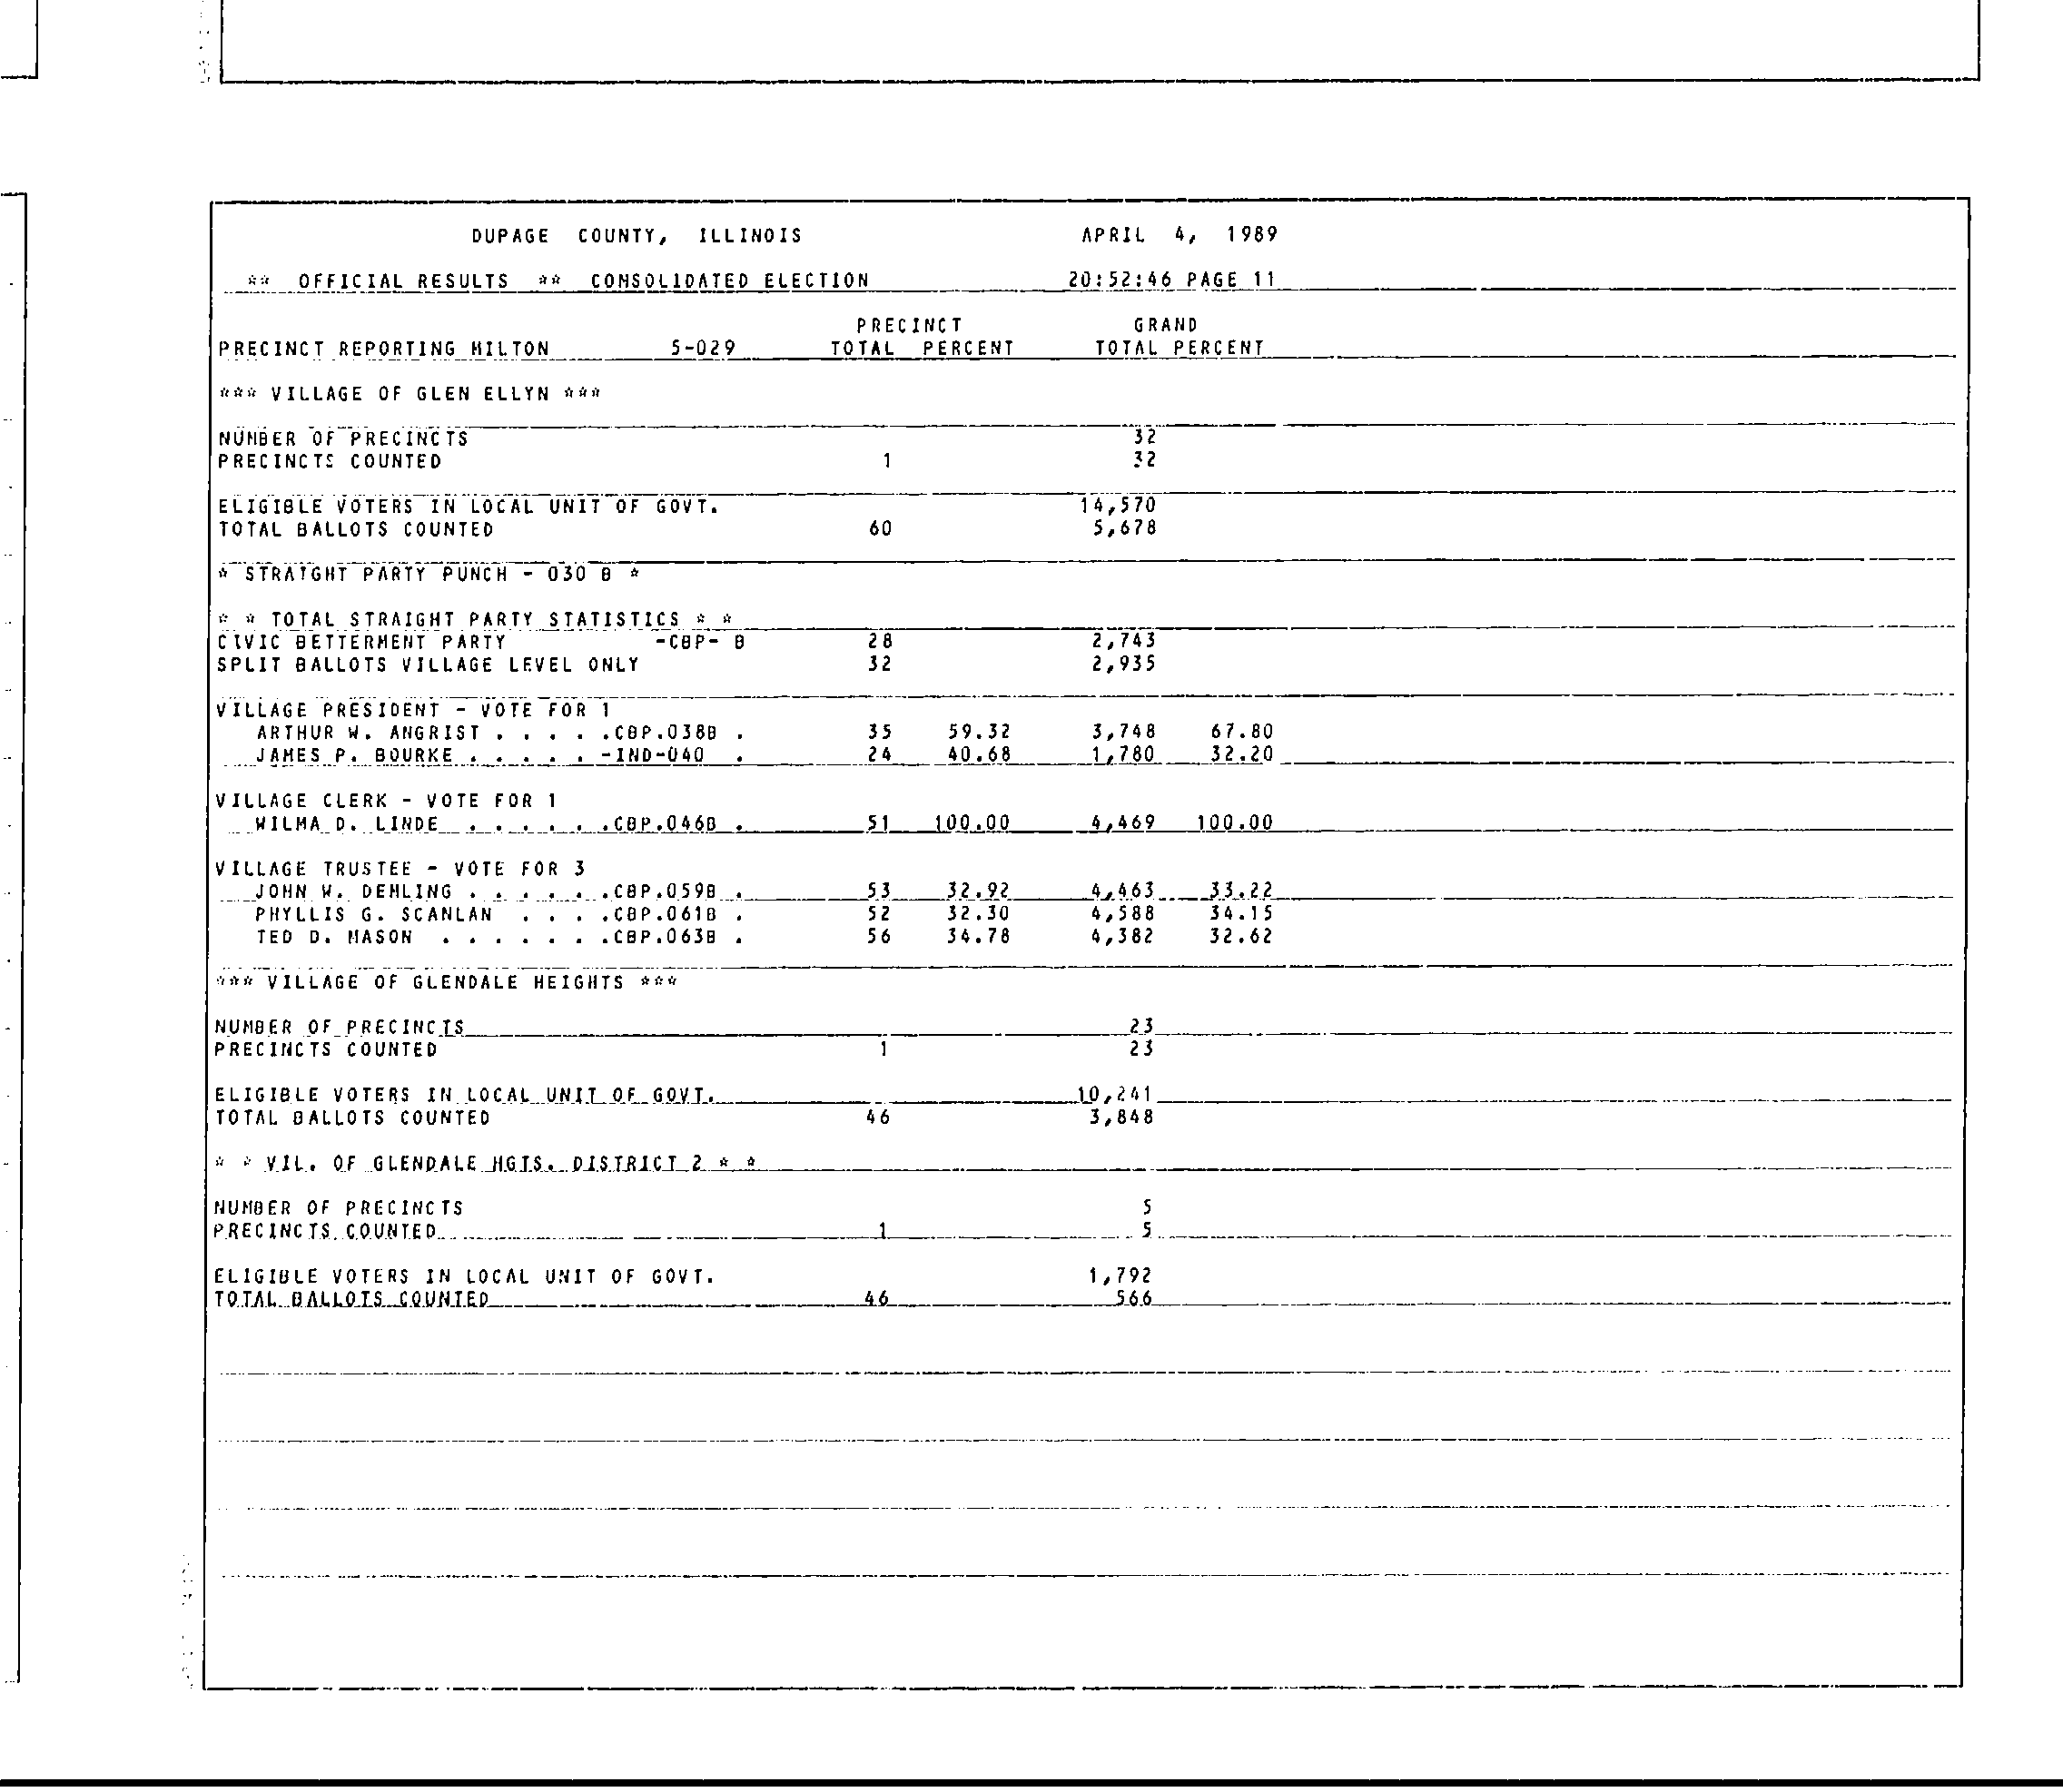 DUPAGE COUNTY, ILLINOIS APRIL 4, 1989
** OFFICIAL RESULTS ** CONSOLIDATED ELECTION 20:52:46 PAGE 11
PRECINCT GRAND
PRECINCT REPORTING MILTON 5-029 TOTAL PERCENT TOTAL PERCENT
*** VILLAGE OF GLEN ELLYN ***
NUMBER OF PRECINCTS 32
PRECINCTS COUNTED 1 32
ELIGIBLE VOTERS IN LOCAL UNIT OF GOVT. 14,570
TOTAL BALLOTS COUNTED 60 5,678
* STRAIGHT PARTY PUNCH - 030 B *
* * TOTAL STRAIGHT PARTY STATISTICS * *
CIVIC BETTERMENT PARTY -CBP- B 28 2,743
SPLIT BALLOTS VILLAGE LEVEL ONLY 32 2,935
VILLAGE PRESIDENT - VOTE FOR 1
ARTHUR W. ANGRIST . . . . .CBP.038B . 35 59.32 3,748 67.80
JAMES P. BOURKE . . . . . -IND-040 . 24 40.68 1,780 32.20
VILLAGE CLERK - VOTE FOR 1
WILMA D. LINDE . . . . . .CBP.046B . 51 100.00 4,469 100.00
VILLAGE TRUSTEE - VOTE FOR 3
JOHN W. DEMLING . . . . . .CBP.059B . 53 32.92 4,463 33.22
PHYLLIS G. SCANLAN . . . .CBP.061B . 52 32.30 4,588 34.15
TED D. MASON . . . . . . .CBP.063B . 56 34.78 4,382 32.62
*** VILLAGE OF GLENDALE HEIGHTS ***
NUMBER OF PRECINCTS 23
PRECINCTS COUNTED 1 23
ELIGIBLE VOTERS IN LOCAL UNIT OF GOVT. 10,241
TOTAL BALLOTS COUNTED 46 3,848
* * VIL. OF GLENDALE HGTS. DISTRICT 2 * *
NUMBER OF PRECINCTS 5
PRECINCTS COUNTED 1 5
ELIGIBLE VOTERS IN LOCAL UNIT OF GOVT. 1,792
TOTAL BALLOTS COUNTED 46 566